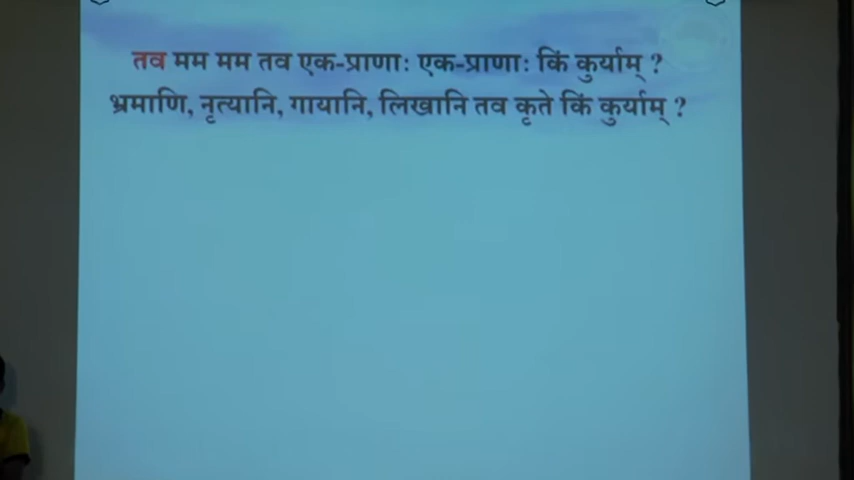 तव मम मम तव एक-प्राणाः एक-प्राणाः किं कुर्याम् ?
भ्रमाणि, नृत्यानि, गायानि, लिखानि तव कृते किं कुर्याम् ?